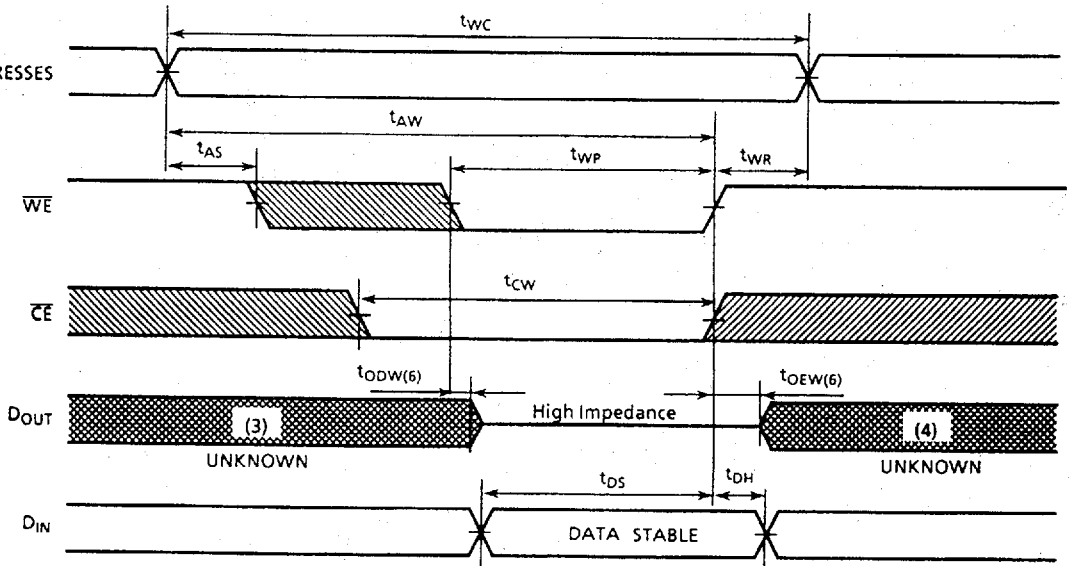 tWC
RESSES
tAW
tAS
tWP
tWR
WE
tCW
CE
tODW(6)
tOEW(6)
DOUT
(3)
High Impedance
(4)
UNKNOWN
UNKNOWN
tDS
tDH
DIN
DATA STABLE